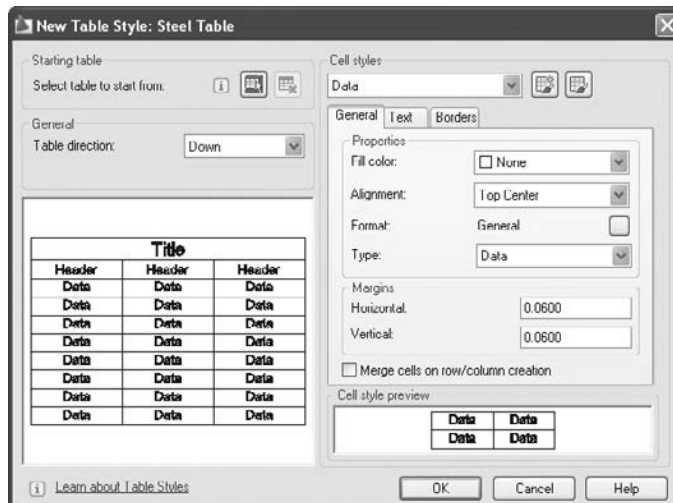 New Table Style: Steel Table
Starting table
Select table to start from:
General
Table direction: Down
Title
Header Header Header
Data Data Data
Data Data Data
Data Data Data
Data Data Data
Data Data Data
Data Data Data
Data Data Data
Data Data Data
Learn about Table Styles
Cell styles
Data
General Text Borders
Properties
Fill color: None
Alignment: Top Center
Format: General
Type: Data
Margins
Horizontal: 0.0600
Vertical: 0.0600
Merge cells on row/column creation
Cell style preview
Data Data
Data Data
OK Cancel Help